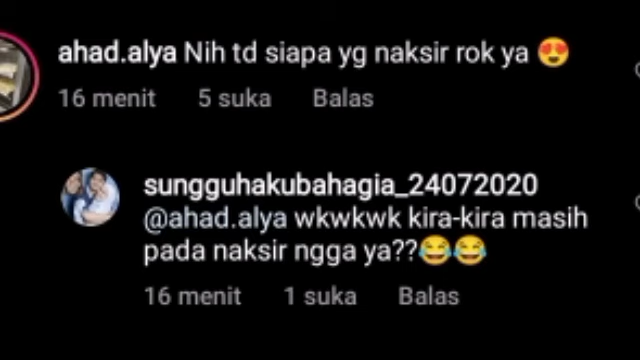 ahad.alya Nih td siapa yg naksir rok ya 😍
16 menit 5 suka Balas
sungguhakubahagia_24072020
@ahad.alya wkwkwk kira-kira masih
pada naksir ngga ya??😂😂
16 menit 1 suka Balas